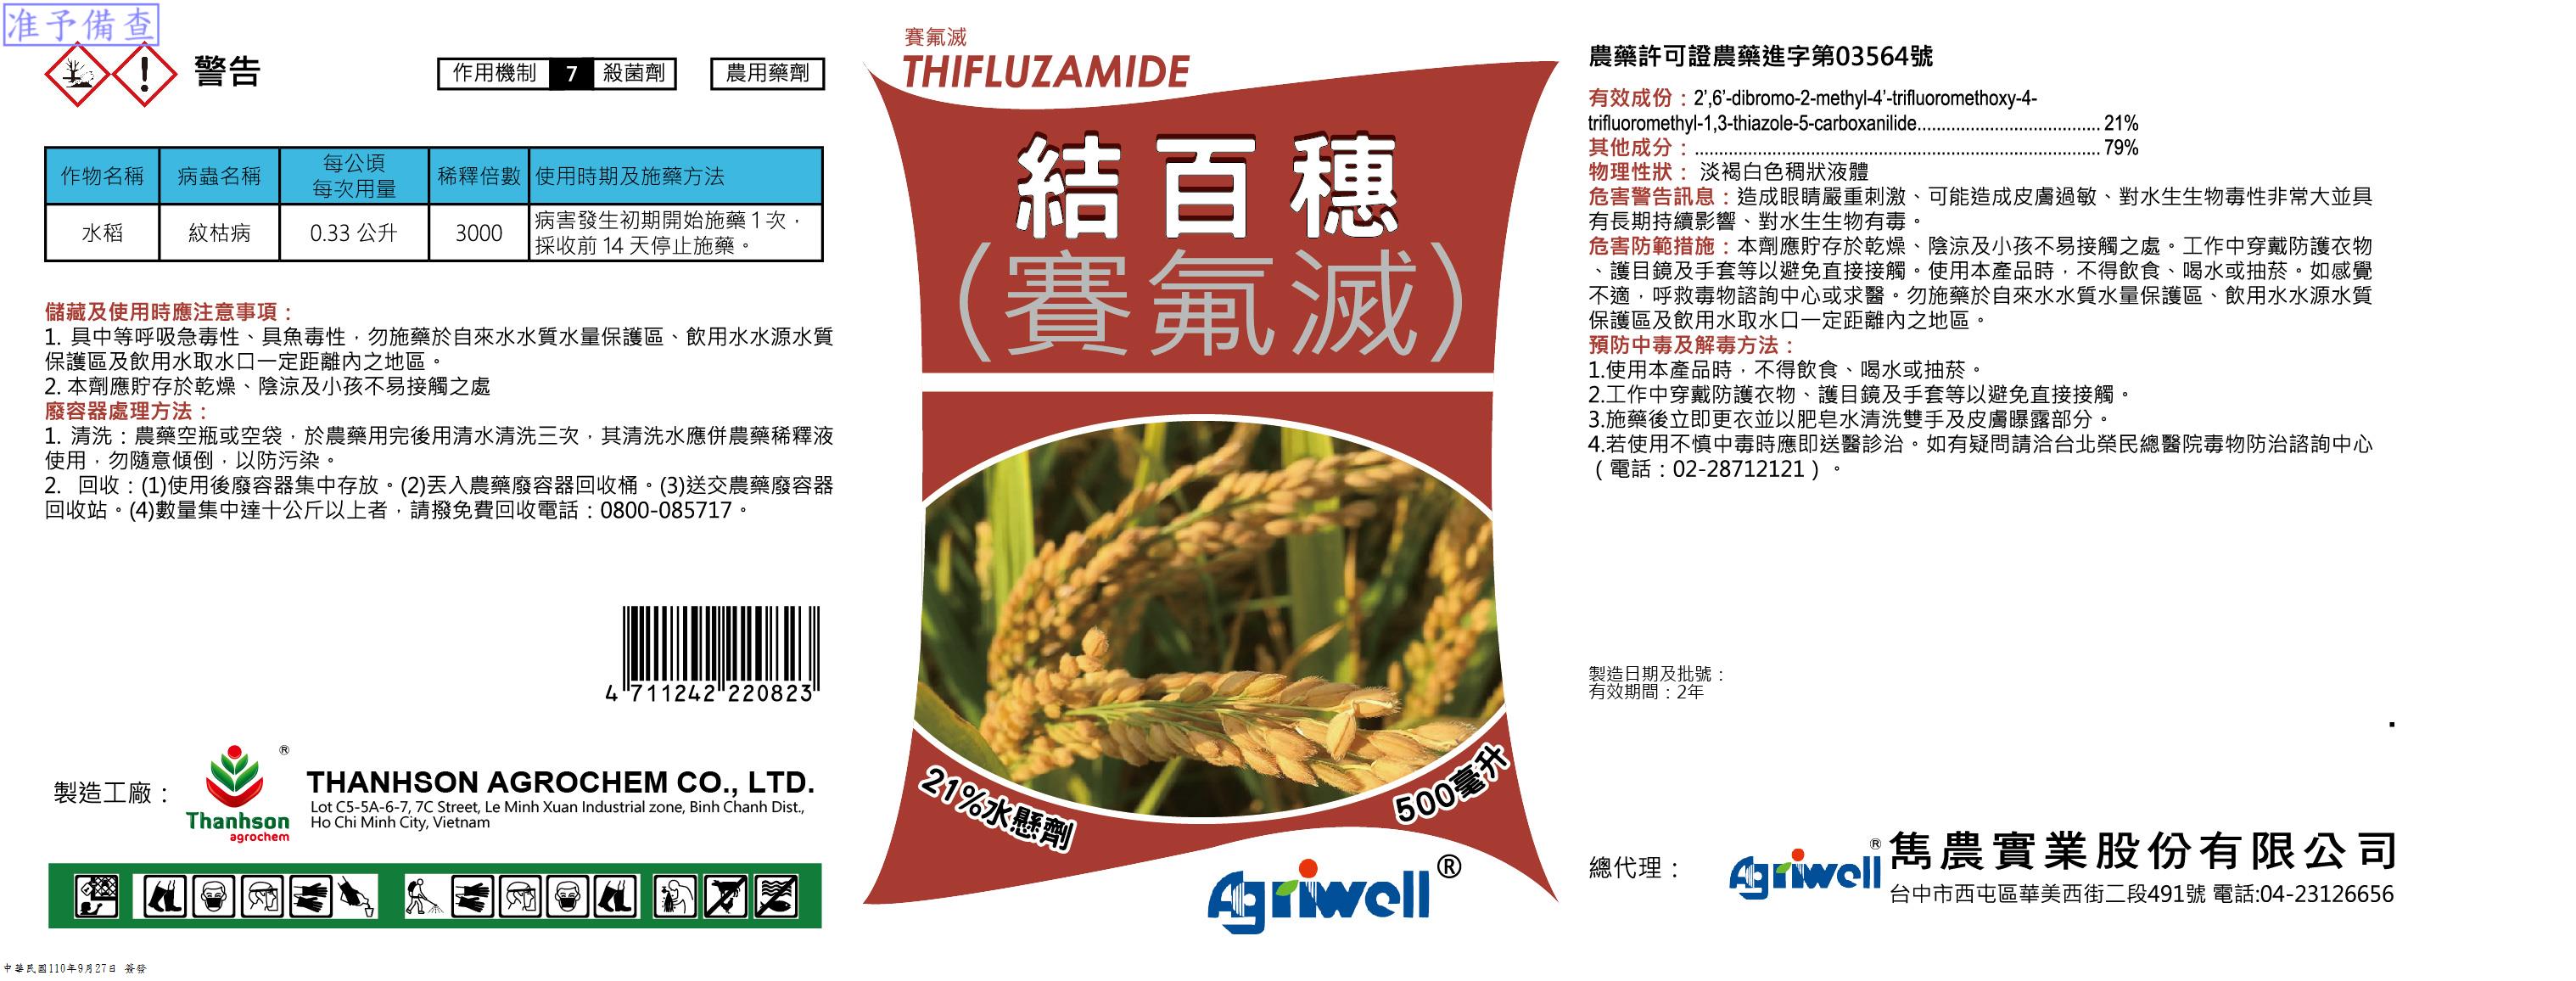 准予備查
警告
作用機制 7 殺菌劑
農用藥劑
作物名稱 病蟲名稱 每公頃每次用量 稀釋倍數 使用時期及施藥方法
水稻 紋枯病 0.33 公升 3000 病害發生初期開始施藥 1 次，
採收前 14 天停止施藥。
儲藏及使用時應注意事項：
1. 具中等呼吸急毒性、具魚毒性，勿施藥於自來水水質水量保護區、飲用水水源水質
保護區及飲用水取水口一定距離內之地區。
2. 本劑應貯存於乾燥、陰涼及小孩不易接觸之處
廢容器處理方法：
1. 清洗：農藥空瓶或空袋，於農藥用完後用清水清洗三次，其清洗水應併農藥稀釋液
使用，勿隨意傾倒，以防污染。
2. 回收：(1)使用後廢容器集中存放。(2)丟入農藥廢容器回收桶。(3)送交農藥廢容器
回收站。(4)數量集中達十公斤以上者，請撥免費回收電話：0800-085717。
4 711242 220823
製造工廠：
Thanhson
agrochem
®
THANHSON AGROCHEM CO., LTD.
Lot C5-5A-6-7, 7C Street, Le Minh Xuan Industrial zone, Binh Chanh Dist.,
Ho Chi Minh City, Vietnam
中華民國110年9月27日 簽發
賽氟滅
THIFLUZAMIDE
結百穗
(賽氟滅)
21%水懸劑
500毫升
Agriwell®
農藥許可證農藥進字第03564號
有效成份：2’,6’-dibromo-2-methyl-4’-trifluoromethoxy-4-
trifluoromethyl-1,3-thiazole-5-carboxanilide.................................... 21%
其他成分：................................................................................ 79%
物理性狀： 淡褐白色稠狀液體
危害警告訊息：造成眼睛嚴重刺激、可能造成皮膚過敏、對水生生物毒性非常大並具
有長期持續影響、對水生生物有毒。
危害防範措施：本劑應貯存於乾燥、陰涼及小孩不易接觸之處。工作中穿戴防護衣物
、護目鏡及手套等以避免直接接觸。使用本產品時，不得飲食、喝水或抽菸。如感覺
不適，呼救毒物諮詢中心或求醫。勿施藥於自來水水質水量保護區、飲用水水源水質
保護區及飲用水取水口一定距離內之地區。
預防中毒及解毒方法：
1.使用本產品時，不得飲食、喝水或抽菸。
2.工作中穿戴防護衣物、護目鏡及手套等以避免直接接觸。
3.施藥後立即更衣並以肥皂水清洗雙手及皮膚曝露部分。
4.若使用不慎中毒時應即送醫診治。如有疑問請洽台北榮民總醫院毒物防治諮詢中心
（電話：02-28712121）。
製造日期及批號：
有效期間：2年
總代理：
Agriwell®
雋農實業股份有限公司
台中市西屯區華美西街二段491號 電話:04-23126656